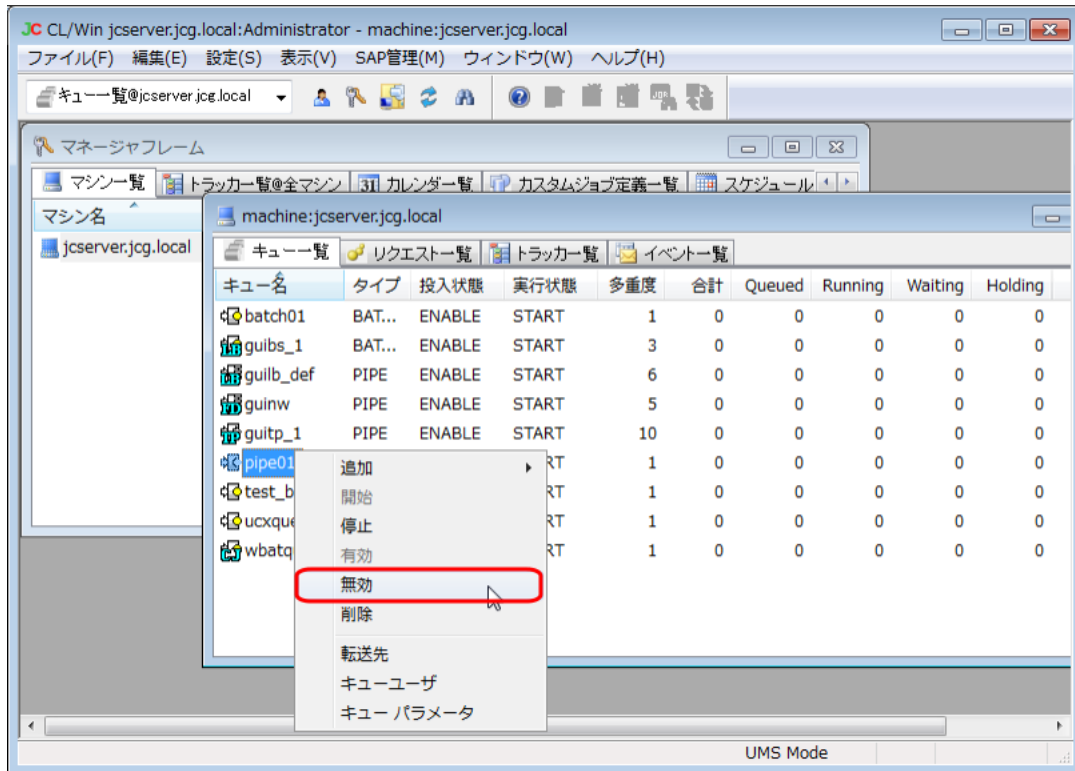 JC CL/Win jcserver.jcg.local:Administrator - machine:jcserver.jcg.local
ファイル(F) 編集(E) 設定(S) 表示(V) SAP管理(M) ウィンドウ(W) ヘルプ(H)
キュー一覧@jcserver.jcg.local
マネージャフレーム
マシン一覧 トラッカ一覧@全マシン 31 カレンダー一覧 カスタムジョブ定義一覧 スケジュール
マシン名
jcserver.jcg.local
machine:jcserver.jcg.local
キュー一覧 リクエスト一覧 トラッカ一覧 イベント一覧
キュー名 タイプ 投入状態 実行状態 多重度 合計 Queued Running Waiting Holding
batch01 BAT... ENABLE START 1 0 0 0 0 0
guibs_1 BAT... ENABLE START 3 0 0 0 0 0
guilb_def PIPE ENABLE START 6 0 0 0 0 0
guinw PIPE ENABLE START 5 0 0 0 0 0
guitp_1 PIPE ENABLE START 10 0 0 0 0 0
pipe01 RT 1 0 0 0 0 0
test_b RT 1 0 0 0 0 0
ucxque RT 1 0 0 0 0 0
wbatq RT 1 0 0 0 0 0
追加
開始
停止
有効
無効
削除
転送先
キューユーザ
キュー パラメータ
UMS Mode